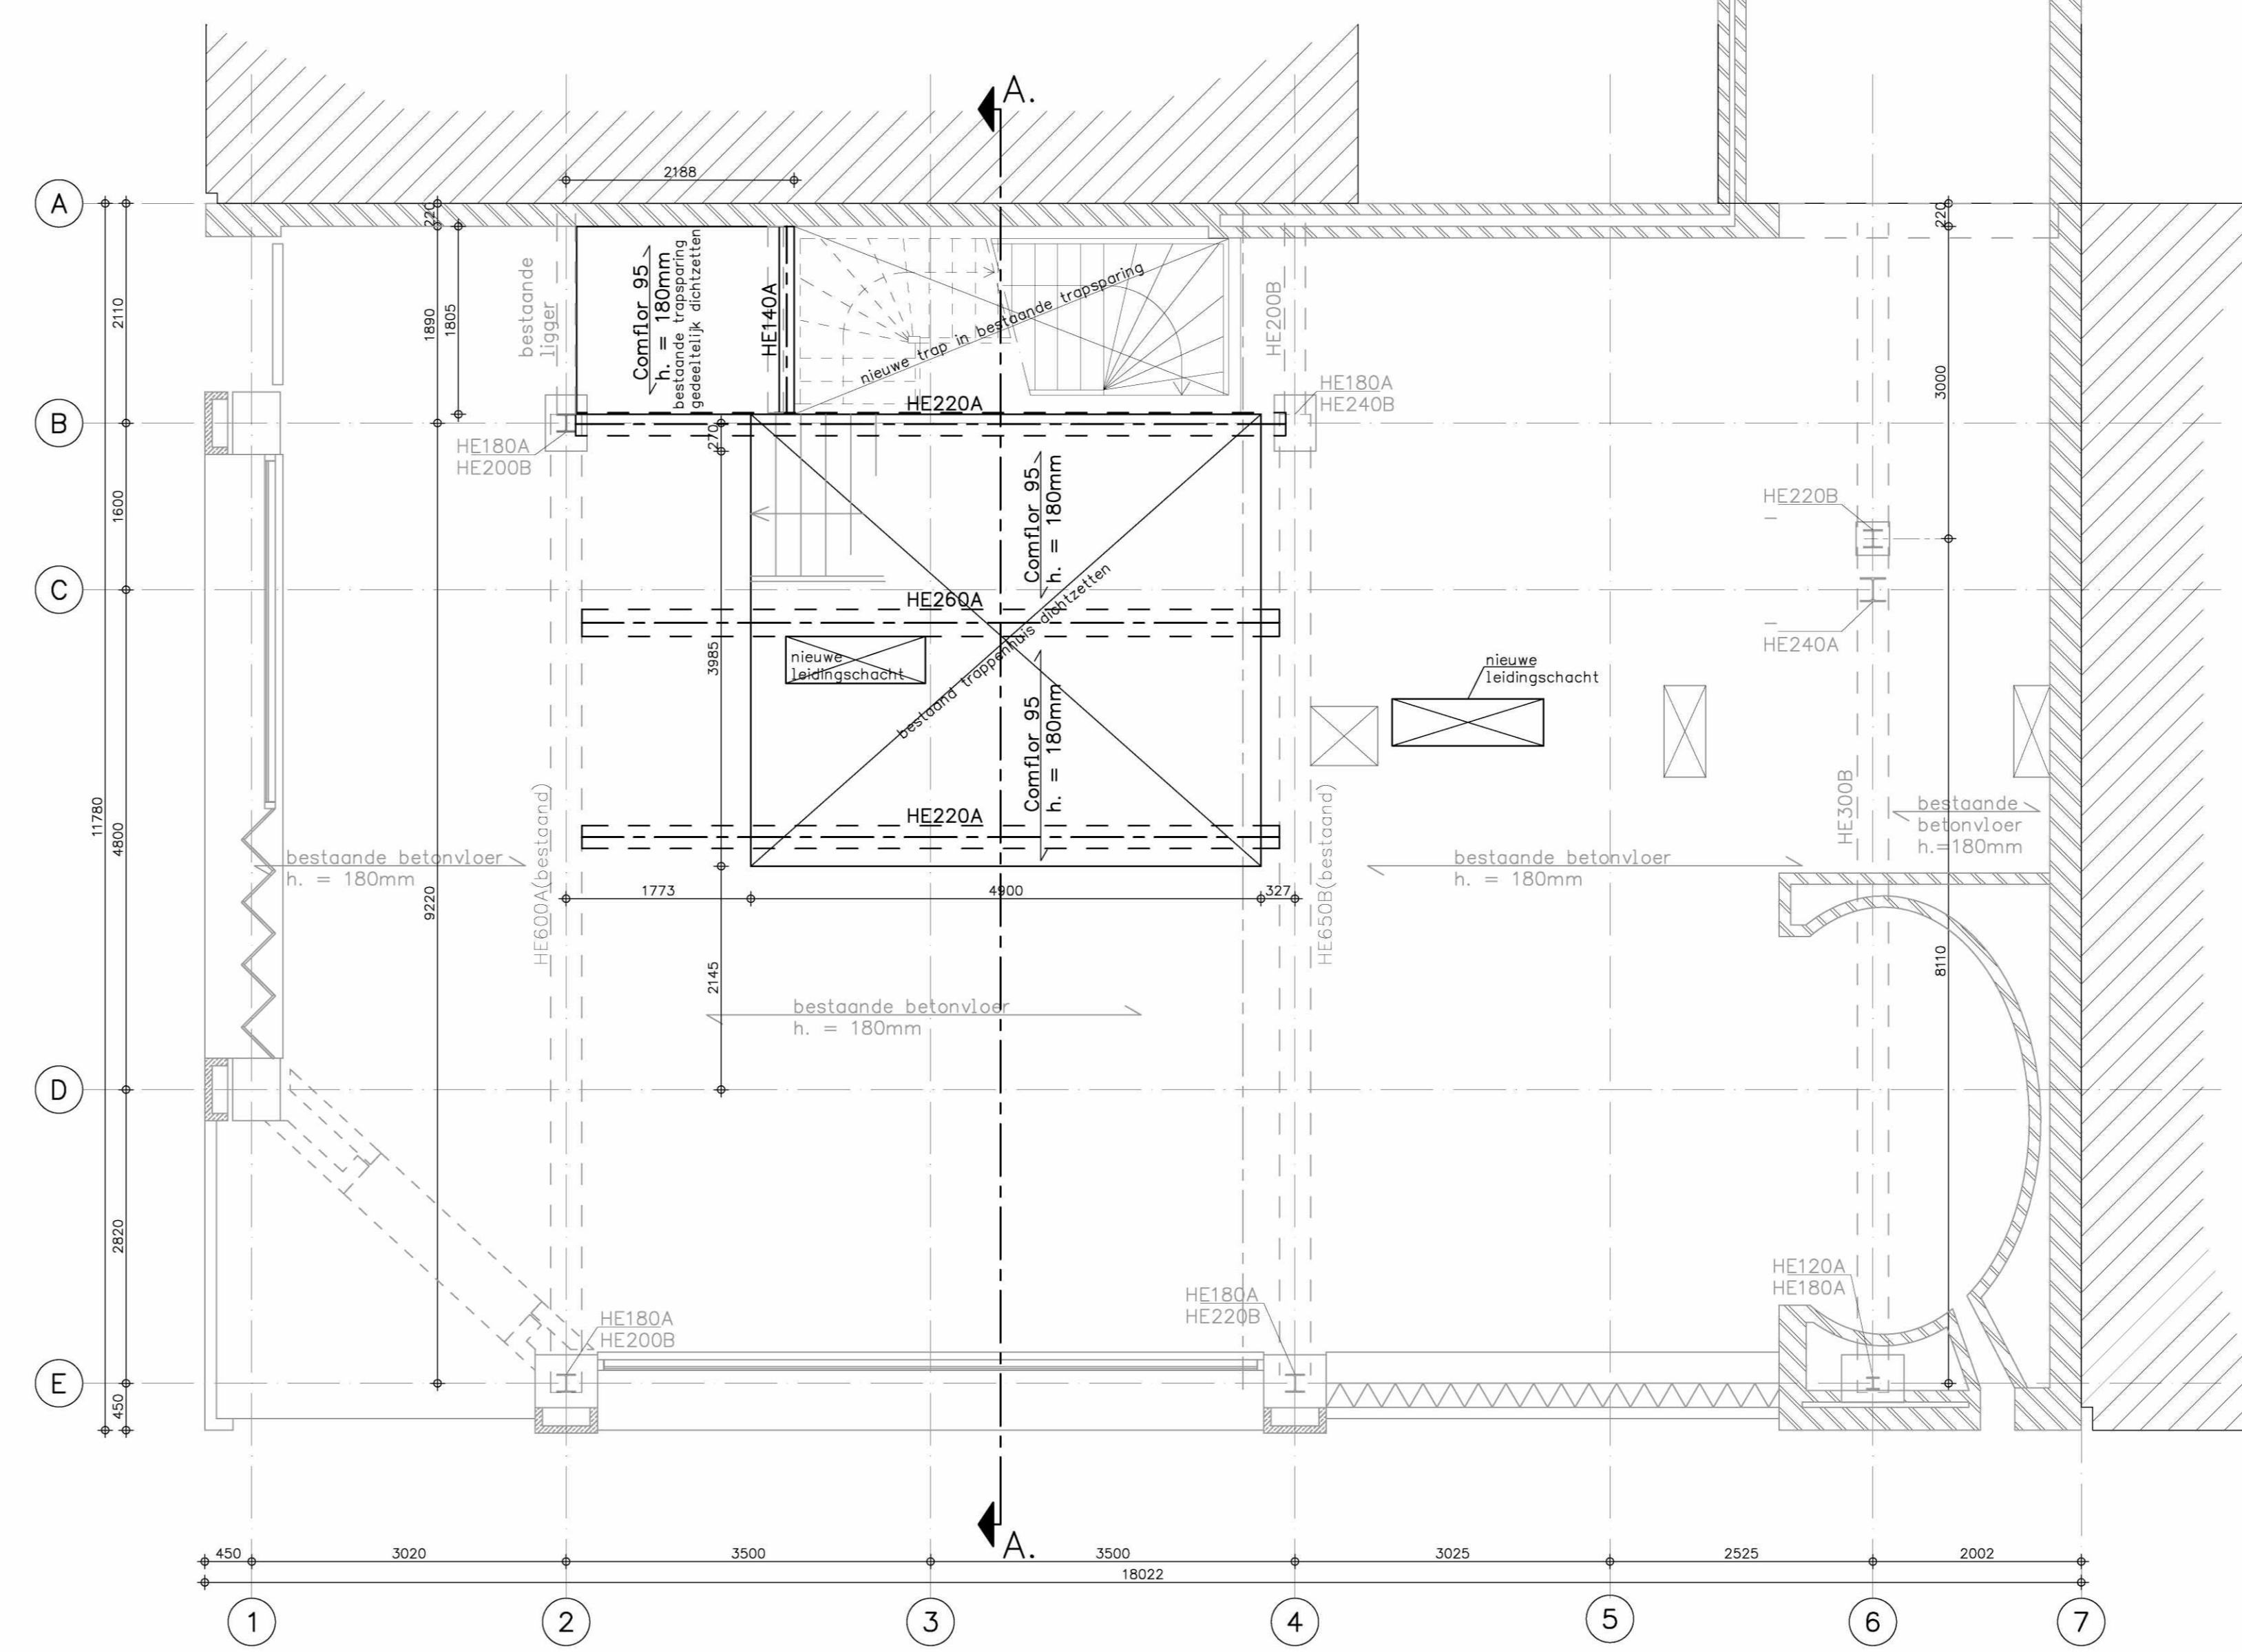 A.
2188
A
220
220
bestaande
ligger
Comflor 95
h. = 180mm
bestaande trapsparing
gedeeltelijk dichtzetten
HE140A
nieuwe trap in bestaande trapsparing
HE200B
2110
1890
1805
3000
HE180A
HE240B
HE220A
B
270
HE180A
HE200B
1600
Comflor 95
h. = 180mm
HE220B
C
HE260A
bestaand trappenhuis dichtzetten
HE240A
3985
nieuwe
leidingschacht
nieuwe
leidingschacht
Comflor 95
h. = 180mm
HE220A
11780
4800
HE600A(bestaand)
HE650B(bestaand)
HE300B
bestaande
betonvloer
h.=180mm
bestaande betonvloer
h. = 180mm
bestaande betonvloer
h. = 180mm
1773
4900
327
9220
8110
2145
bestaande betonvloer
h. = 180mm
D
2820
HE180A
HE200B
HE180A
HE220B
HE120A
HE180A
E
450
A.
450
3020
3500
3500
3025
2525
2002
18022
1
2
3
4
5
6
7